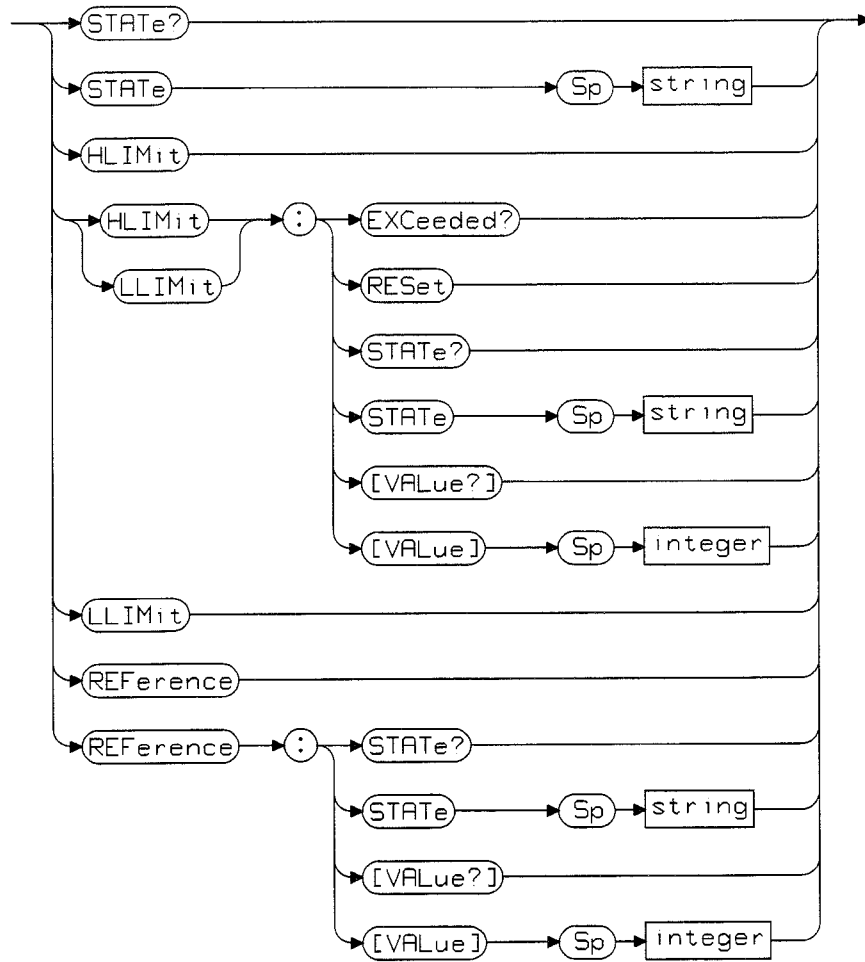 STATe?
STATe Sp string
HLIMit
HLIMit : EXCeeded?
LLIMit
RESet
STATe?
STATe Sp string
[VALue?]
[VALue] Sp integer
LLIMit
REFerence
REFerence : STATe?
STATe Sp string
[VALue?]
[VALue] Sp integer